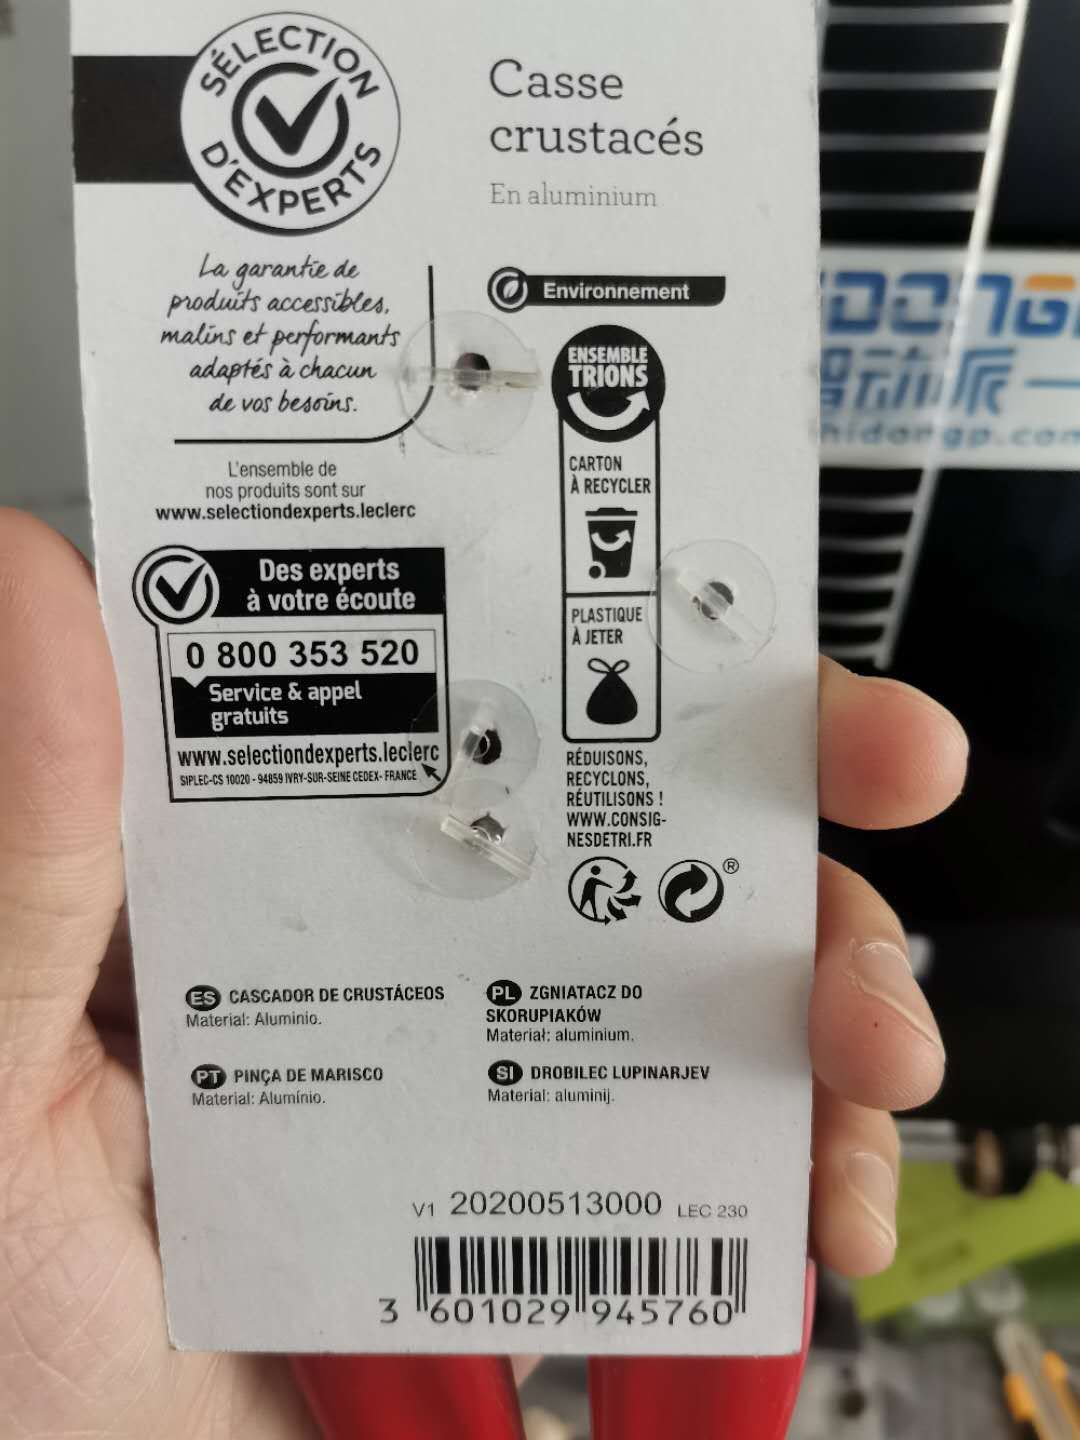 SÉLECTION
D'EXPERTS
La garantie de
produits accessibles,
malins et performants
adaptés à chacun
de vos besoins.
L'ensemble de
nos produits sont sur
www.selectiondexperts.leclerc
Des experts
à votre écoute
0 800 353 520
Service & appel
gratuits
www.selectiondexperts.leclerc
SIPLEC-CS 10020 - 94859 IVRY-SUR-SEINE CEDEX- FRANCE
Casse
crustacés
En aluminium
Environnement
ENSEMBLE
TRIONS
CARTON
À RECYCLER
PLASTIQUE
À JETER
RÉDUISONS,
RECYCLONS,
RÉUTILISONS !
WWW.CONSIG-
NESDETRI.FR
®
ES CASCADOR DE CRUSTÁCEOS
Material: Aluminio.
PT PINÇA DE MARISCO
Material: Alumínio.
PL ZGNIATACZ DO
SKORUPIAKÓW
Materiał: aluminium.
SI DROBILEC LUPINARJEV
Material: aluminij.
V1 20200513000 LEC 230
3 601029 945760